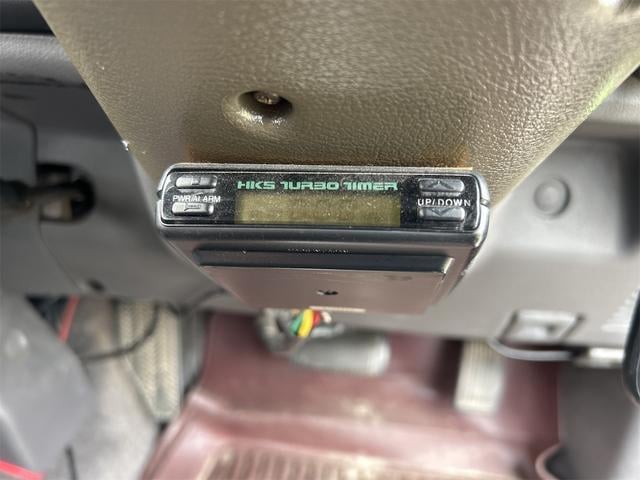 HKS TURBO TIMER
PWR/ALARM
UP/DOWN